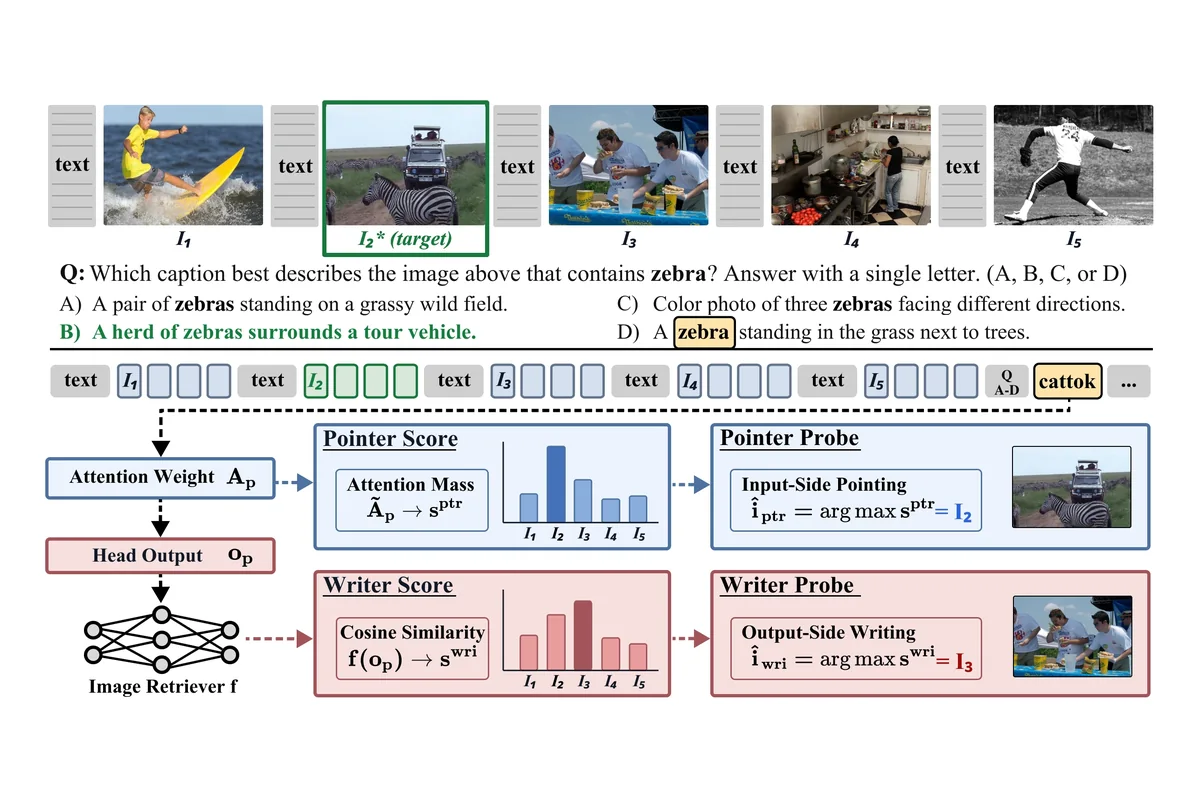 text
text
text
text
text
I₁
I₂* (target)
I₃
I₄
I₅
Q: Which caption best describes the image above that contains zebra? Answer with a single letter. (A, B, C, or D)
A) A pair of zebras standing on a grassy wild field.
C) Color photo of three zebras facing different directions.
B) A herd of zebras surrounds a tour vehicle.
D) A zebra standing in the grass next to trees.
text I₁ text I₂ text I₃ text I₄ text I₅ Q A-D cattok ...
Attention Weight Aₚ
Pointer Score
Attention Mass
Ãₚ → sᵖᵗʳ
I₁ I₂ I₃ I₄ I₅
Pointer Probe
Input-Side Pointing
î_ptr = arg max sᵖᵗʳ = I₂
Head Output oₚ
Image Retriever f
Writer Score
Cosine Similarity
f(oₚ) → sʷʳⁱ
I₁ I₂ I₃ I₄ I₅
Writer Probe
Output-Side Writing
î_wri = arg max sʷʳⁱ = I₃